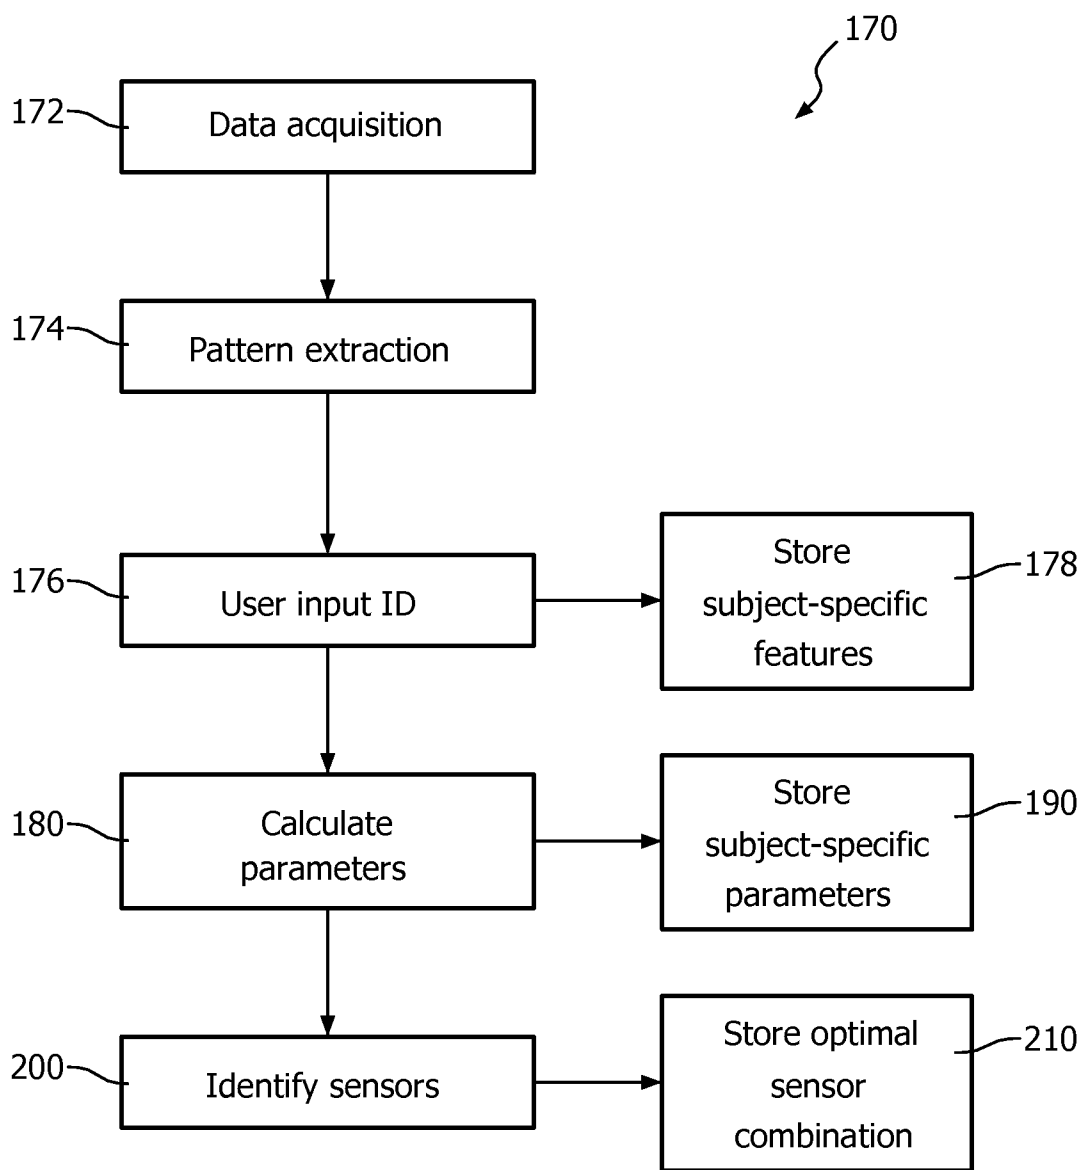 170
172
Data acquisition
174
Pattern extraction
176
User input ID
Store
subject-specific
features
178
180
Calculate
parameters
Store
subject-specific
parameters
190
200
Identify sensors
Store optimal
sensor
combination
210